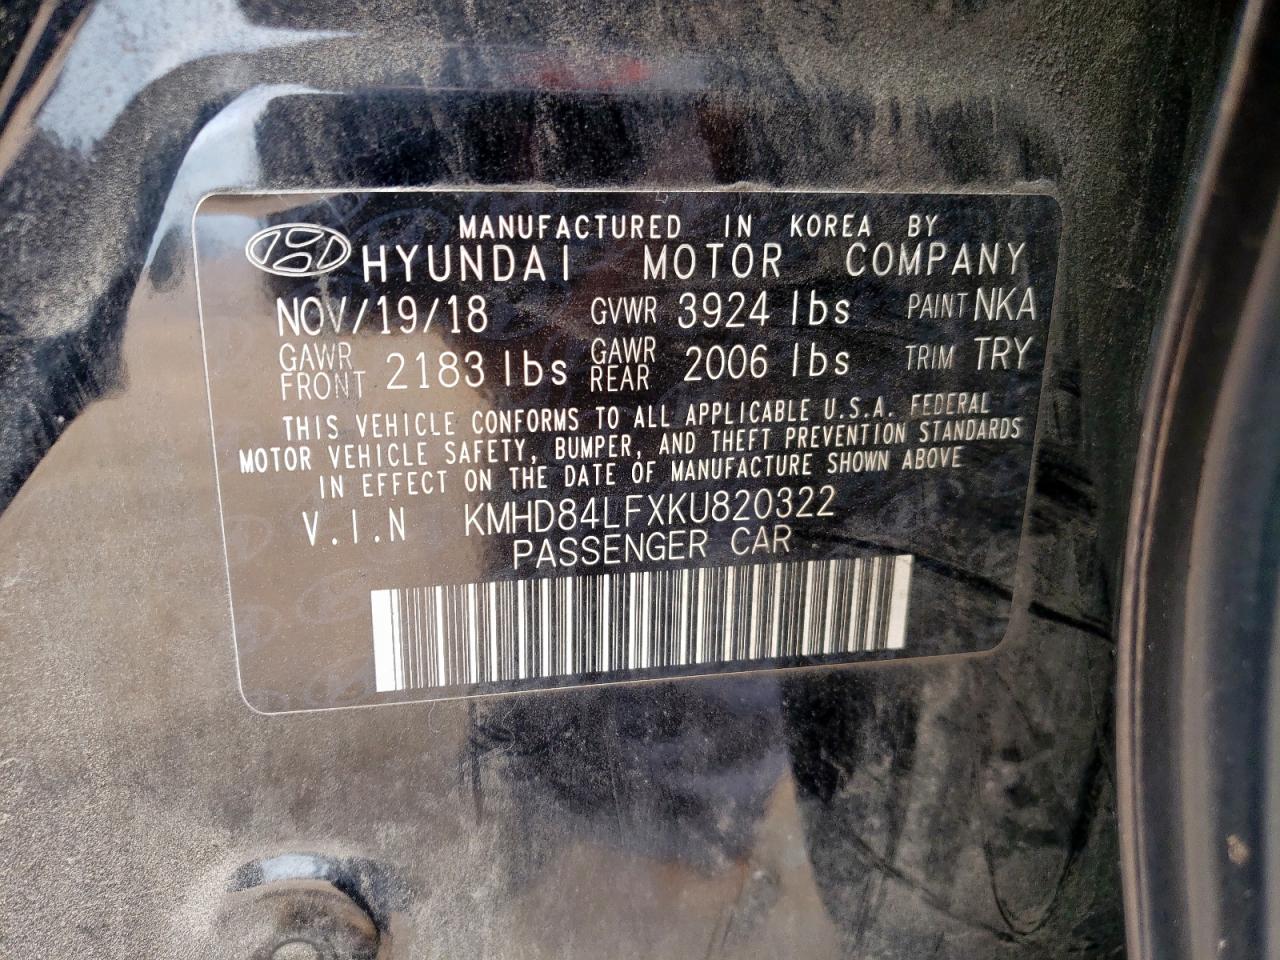 MANUFACTURED IN KOREA BY
HYUNDAI MOTOR COMPANY
NOV/19/18 GVWR 3924 lbs PAINT NKA
GAWR FRONT 2183 lbs GAWR REAR 2006 lbs TRIM TRY
THIS VEHICLE CONFORMS TO ALL APPLICABLE U.S.A. FEDERAL
MOTOR VEHICLE SAFETY, BUMPER, AND THEFT PREVENTION STANDARDS
IN EFFECT ON THE DATE OF MANUFACTURE SHOWN ABOVE
V.I.N KMHD84LFXKU820322
PASSENGER CAR